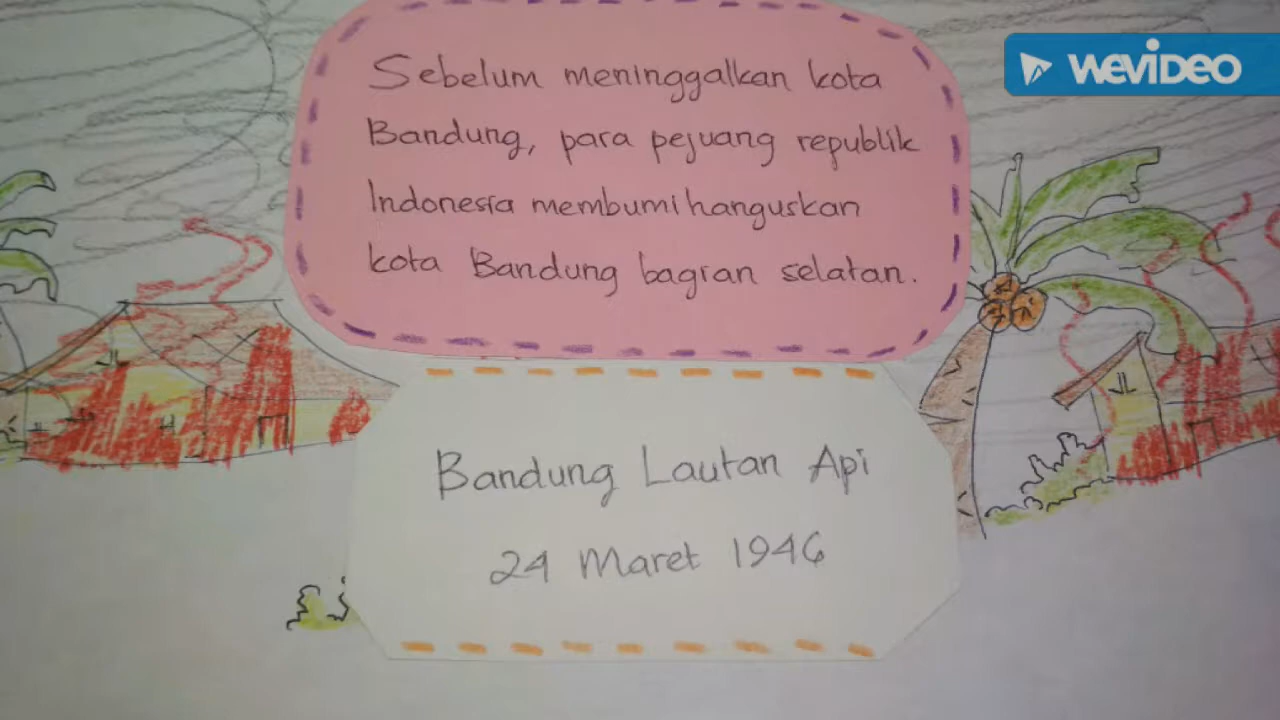 WEVIDEO
Sebelum meninggalkan kota
Bandung, para pejuang republik
Indonesia membumihanguskan
kota Bandung bagian selatan.
Bandung Lautan Api
24 Maret 1946